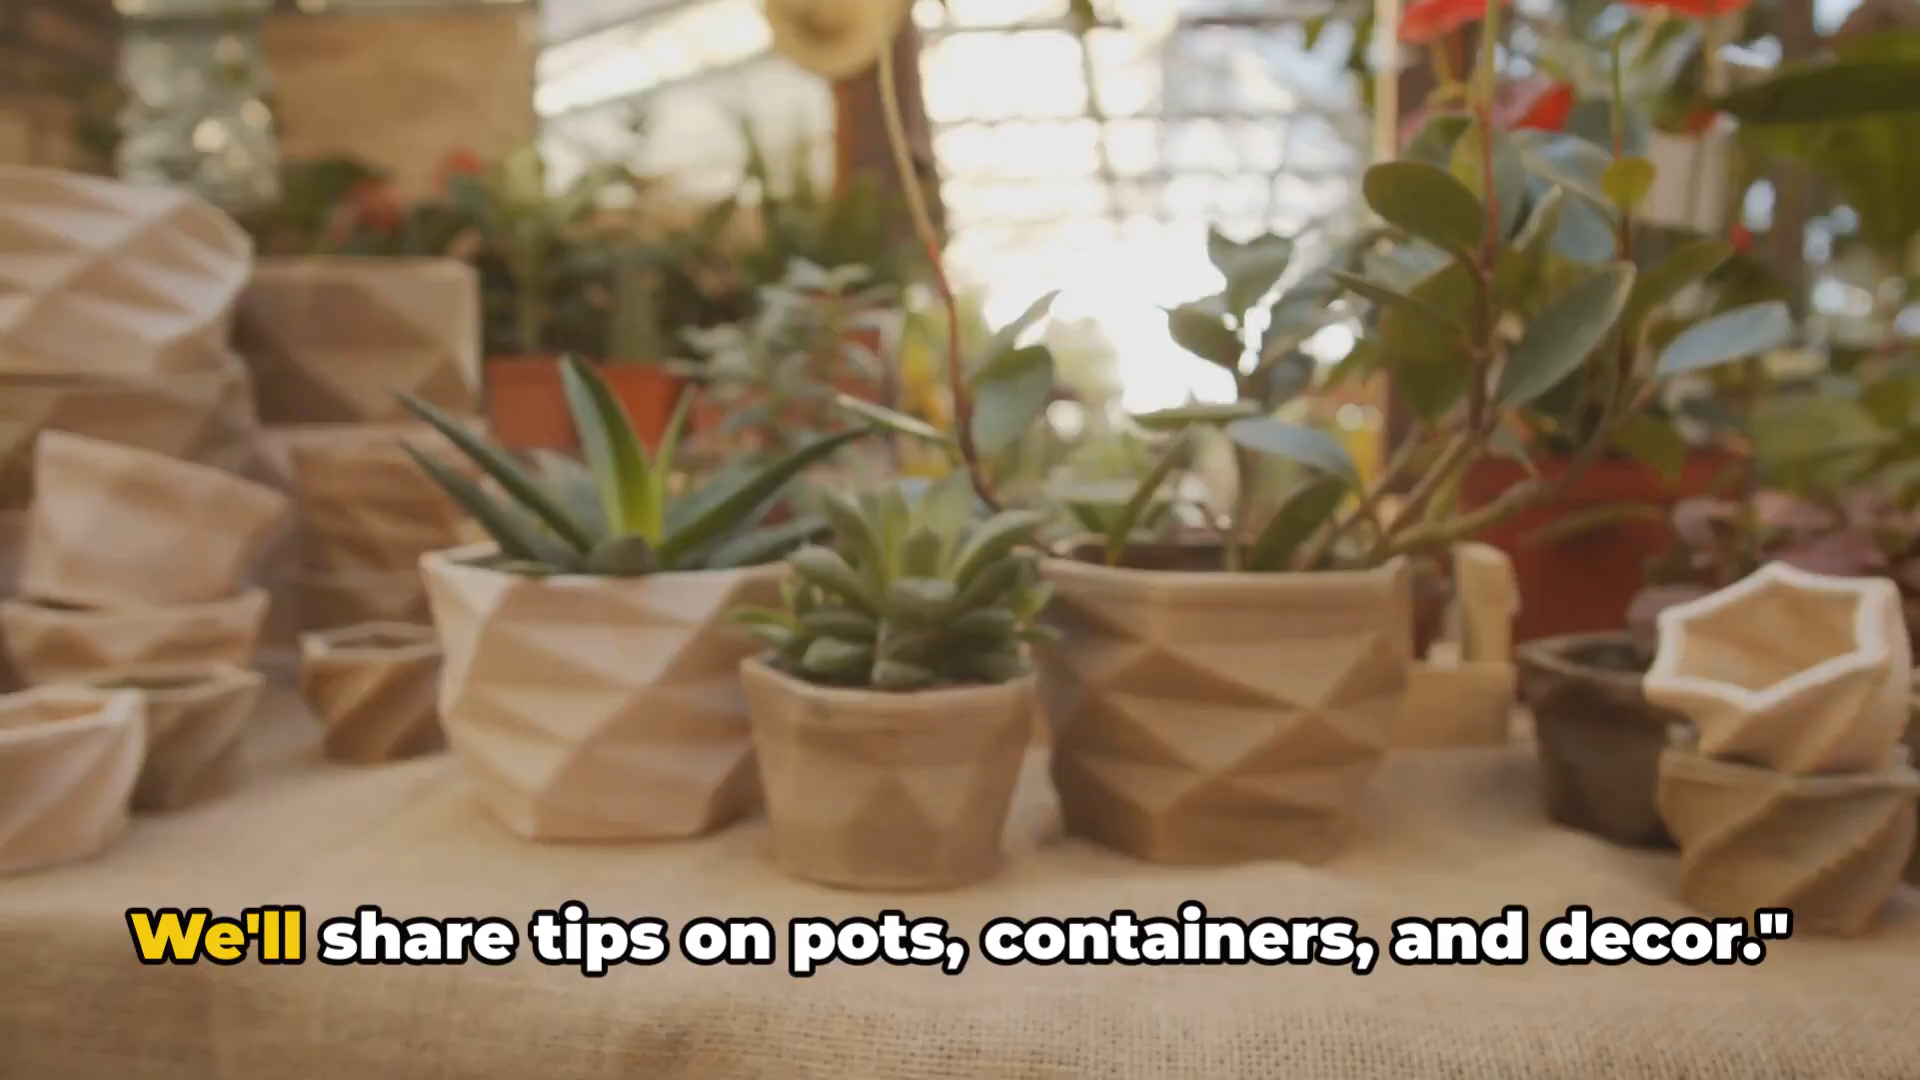 We'll share tips on pots, containers, and decor."